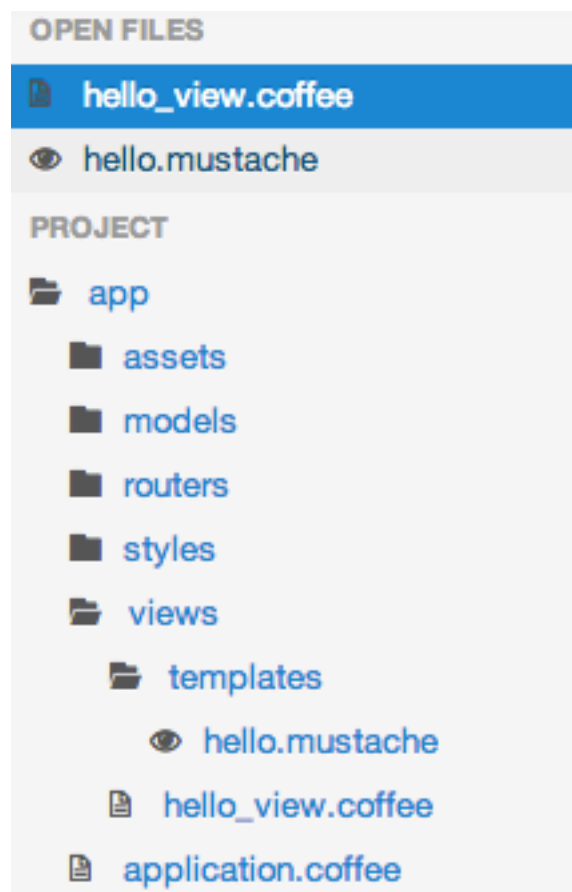 OPEN FILES
hello_view.coffee
hello.mustache
PROJECT
app
assets
models
routers
styles
views
templates
hello.mustache
hello_view.coffee
application.coffee